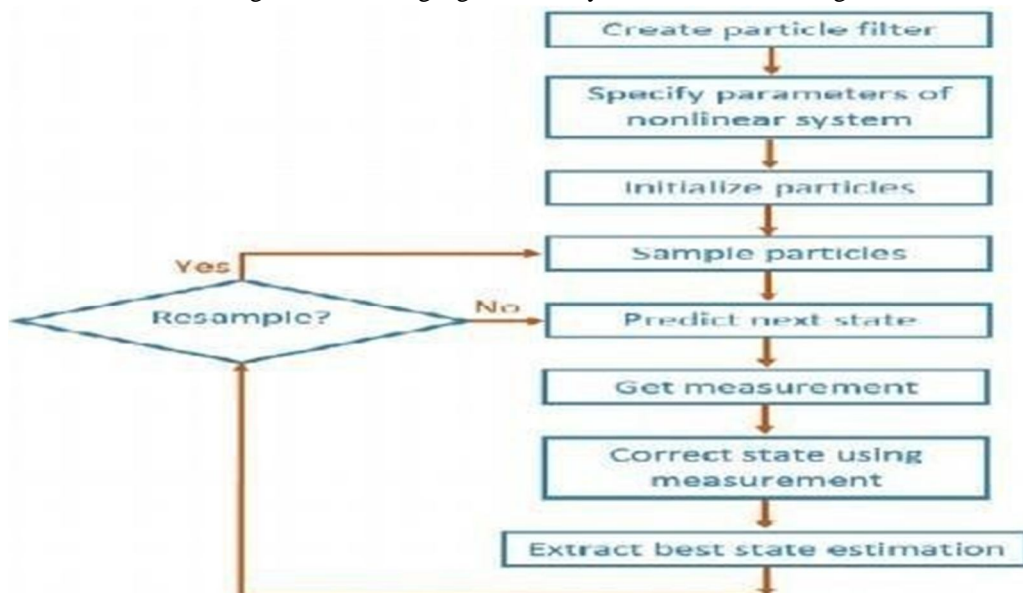 Create particle filter
Specify parameters of
nonlinear system
Initialize particles
Sample particles
Yes
Resample?
No
Predict next state
Get measurement
Correct state using
measurement
Extract best state estimation